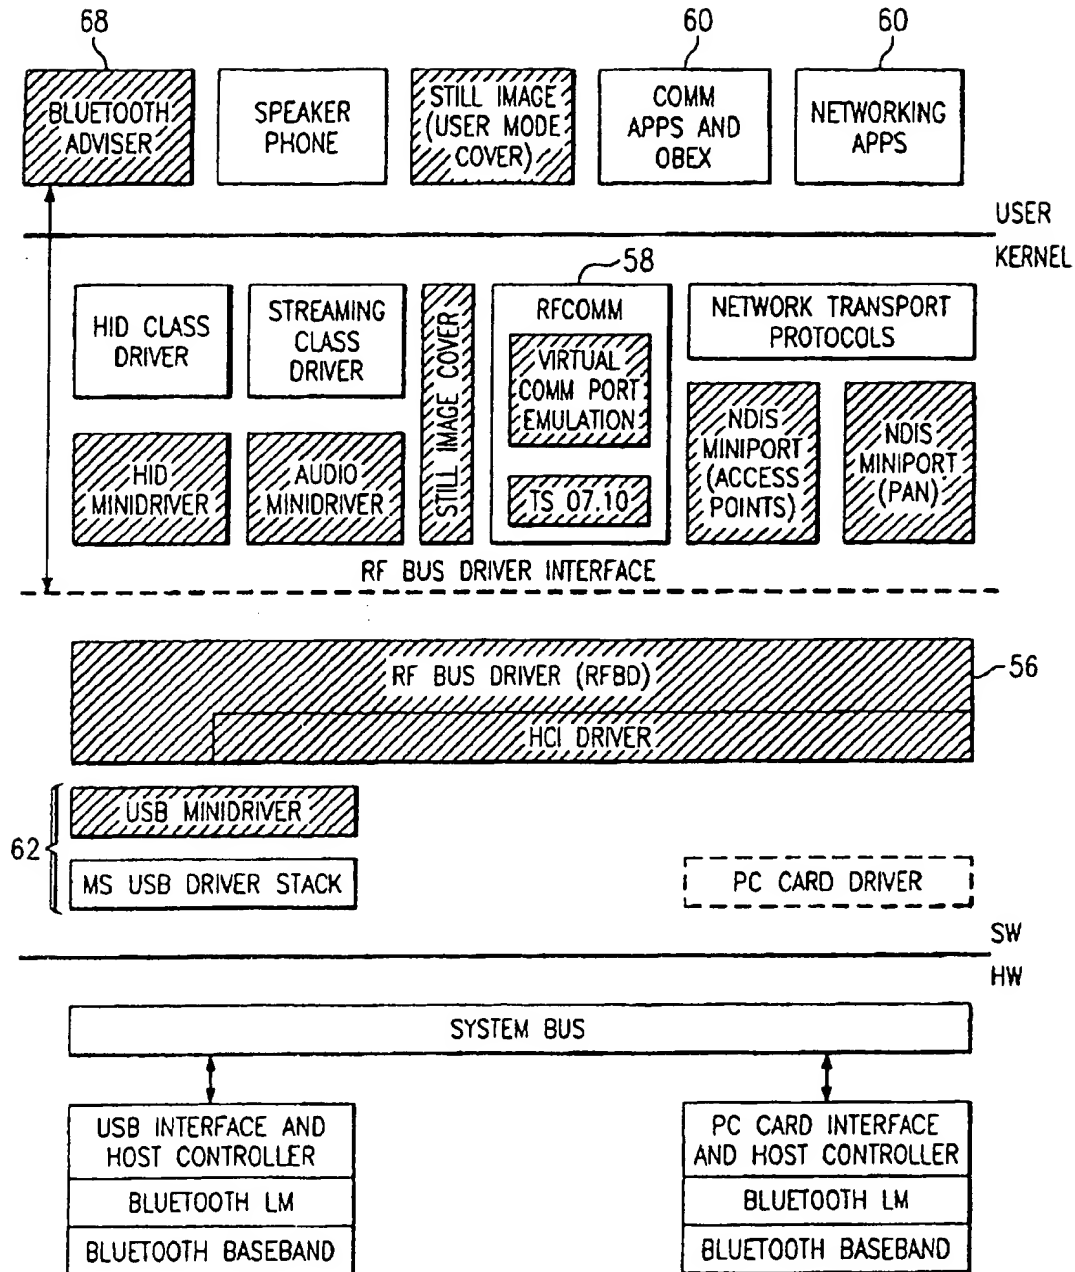 68
60
60
BLUETOOTH
ADVISER
SPEAKER
PHONE
STILL IMAGE
(USER MODE
COVER)
COMM
APPS AND
OBEX
NETWORKING
APPS
USER
KERNEL
58
HID CLASS
DRIVER
STREAMING
CLASS
DRIVER
STILL IMAGE COVER
RFCOMM
VIRTUAL
COMM PORT
EMULATION
TS 07.10
NETWORK TRANSPORT
PROTOCOLS
HID
MINIDRIVER
AUDIO
MINIDRIVER
NDIS
MINIPORT
(ACCESS
POINTS)
NDIS
MINIPORT
(PAN)
RF BUS DRIVER INTERFACE
RF BUS DRIVER (RFBD)
56
HCI DRIVER
62
USB MINIDRIVER
MS USB DRIVER STACK
PC CARD DRIVER
SW
HW
SYSTEM BUS
USB INTERFACE AND
HOST CONTROLLER
BLUETOOTH LM
BLUETOOTH BASEBAND
PC CARD INTERFACE
AND HOST CONTROLLER
BLUETOOTH LM
BLUETOOTH BASEBAND